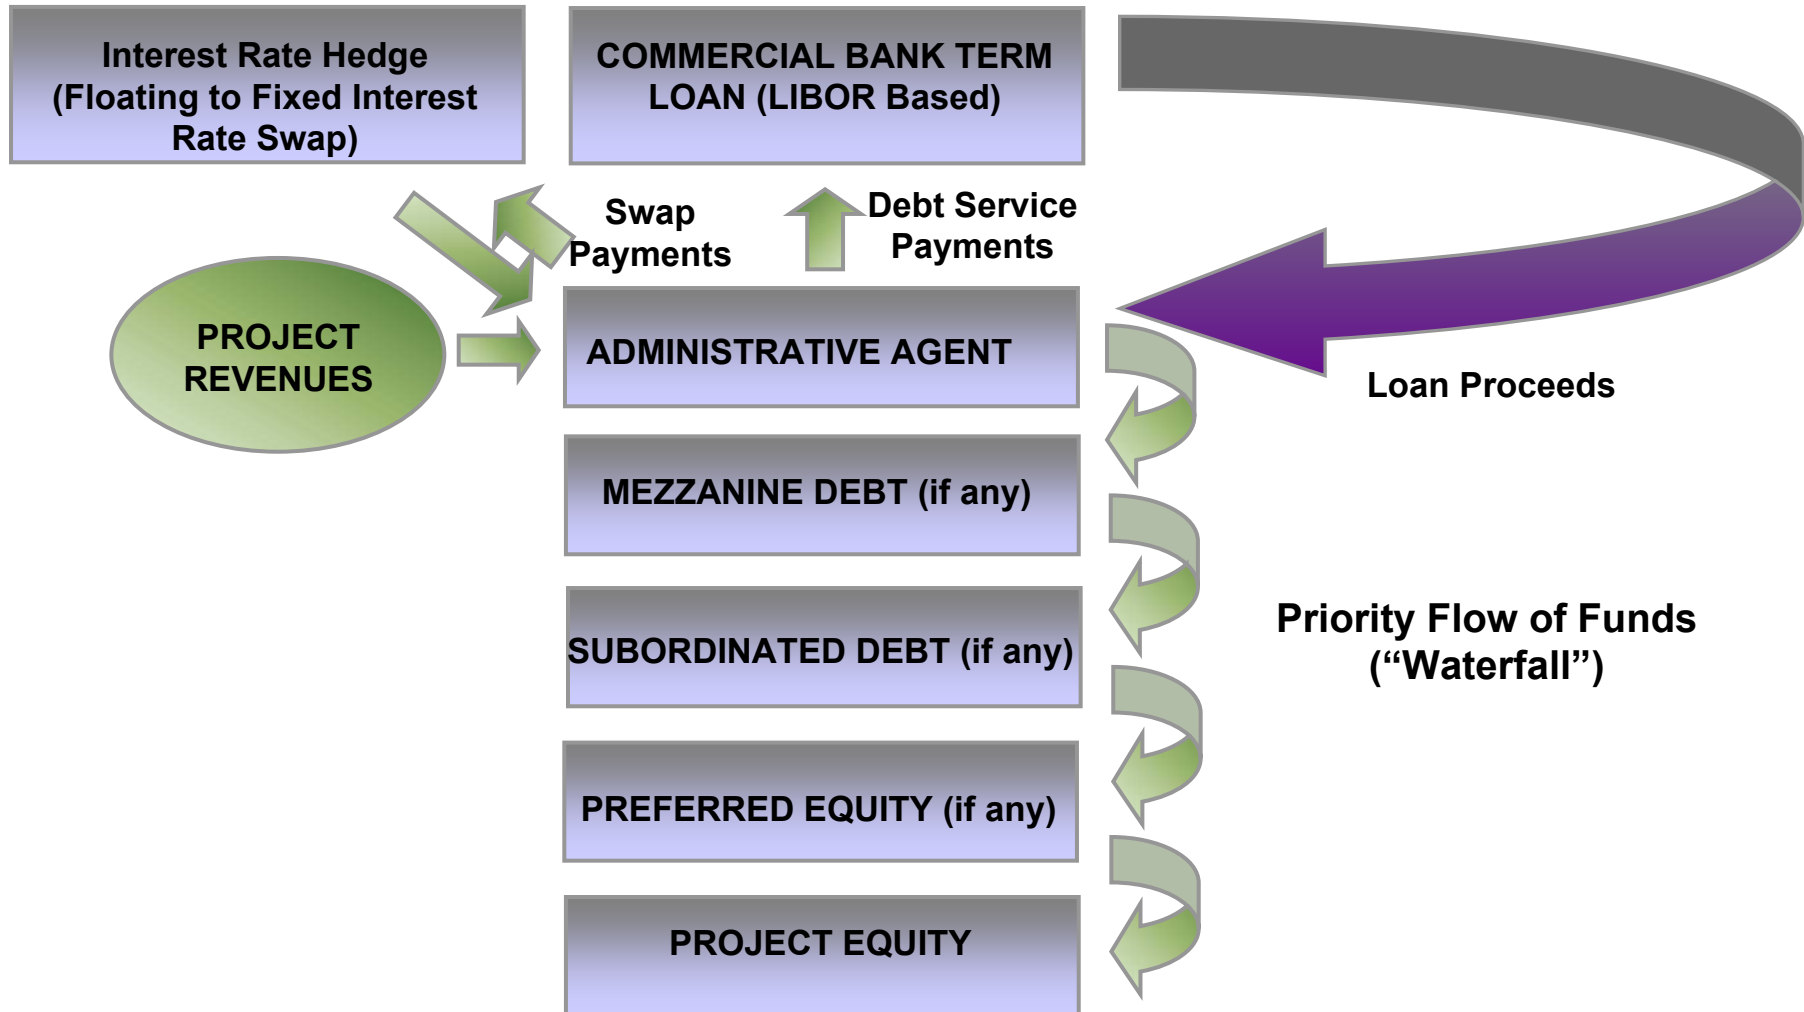 Interest Rate Hedge
(Floating to Fixed Interest
Rate Swap)
COMMERCIAL BANK TERM
LOAN (LIBOR Based)
Swap
Payments
Debt Service
Payments
PROJECT
REVENUES
ADMINISTRATIVE AGENT
Loan Proceeds
MEZZANINE DEBT (if any)
SUBORDINATED DEBT (if any)
Priority Flow of Funds
(“Waterfall”)
PREFERRED EQUITY (if any)
PROJECT EQUITY